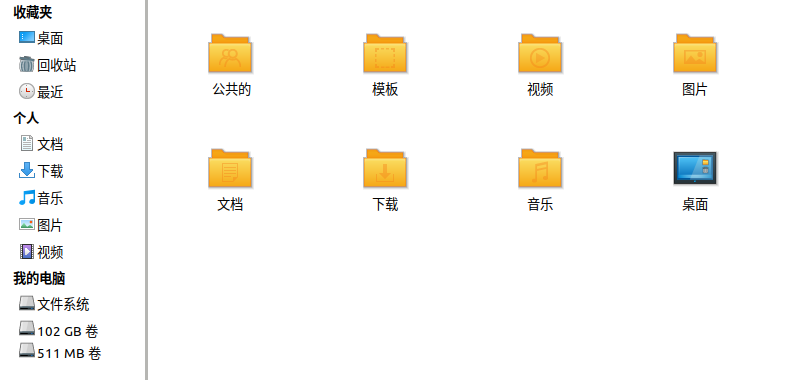 收藏夹
桌面
回收站
最近
个人
文档
下载
音乐
图片
视频
我的电脑
文件系统
102 GB 卷
511 MB 卷
公共的
模板
视频
图片
文档
下载
音乐
桌面